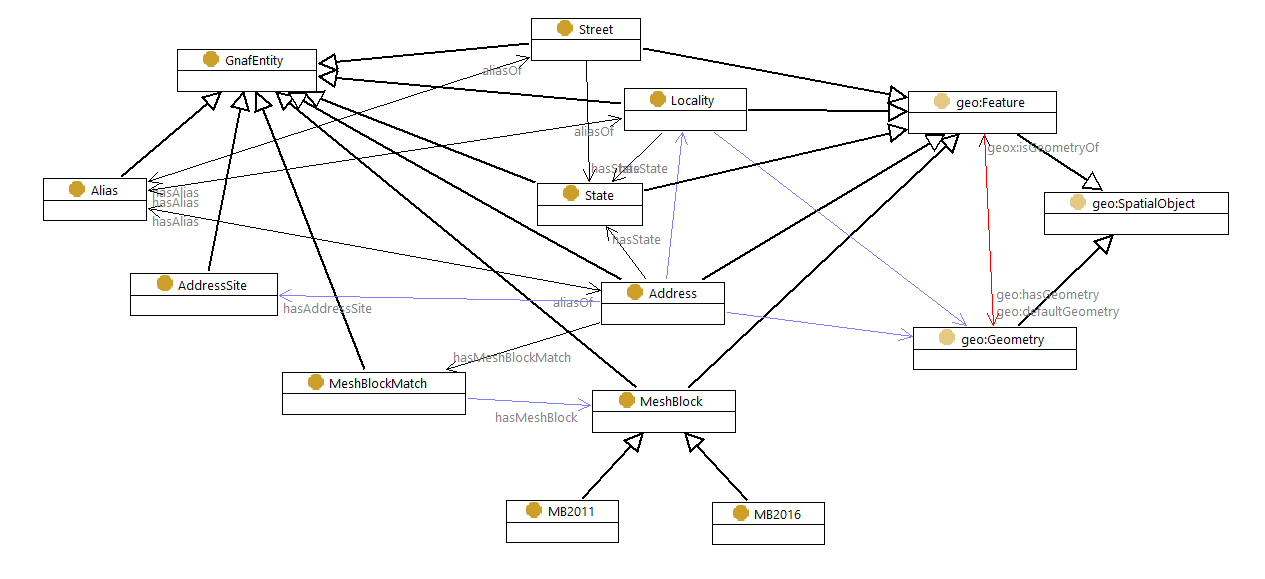 Street
GnafEntity
aliasOf
Locality
geo:Feature
aliasOf
geox:isGeometryOf
hasState
hasState
Alias
hasAlias
State
hasAlias
geo:SpatialObject
hasAlias
hasState
AddressSite
Address
geo:hasGeometry
aliasOf
hasAddressSite
geo:defaultGeometry
geo:Geometry
hasMeshBlockMatch
MeshBlockMatch
MeshBlock
hasMeshBlock
MB2011
MB2016